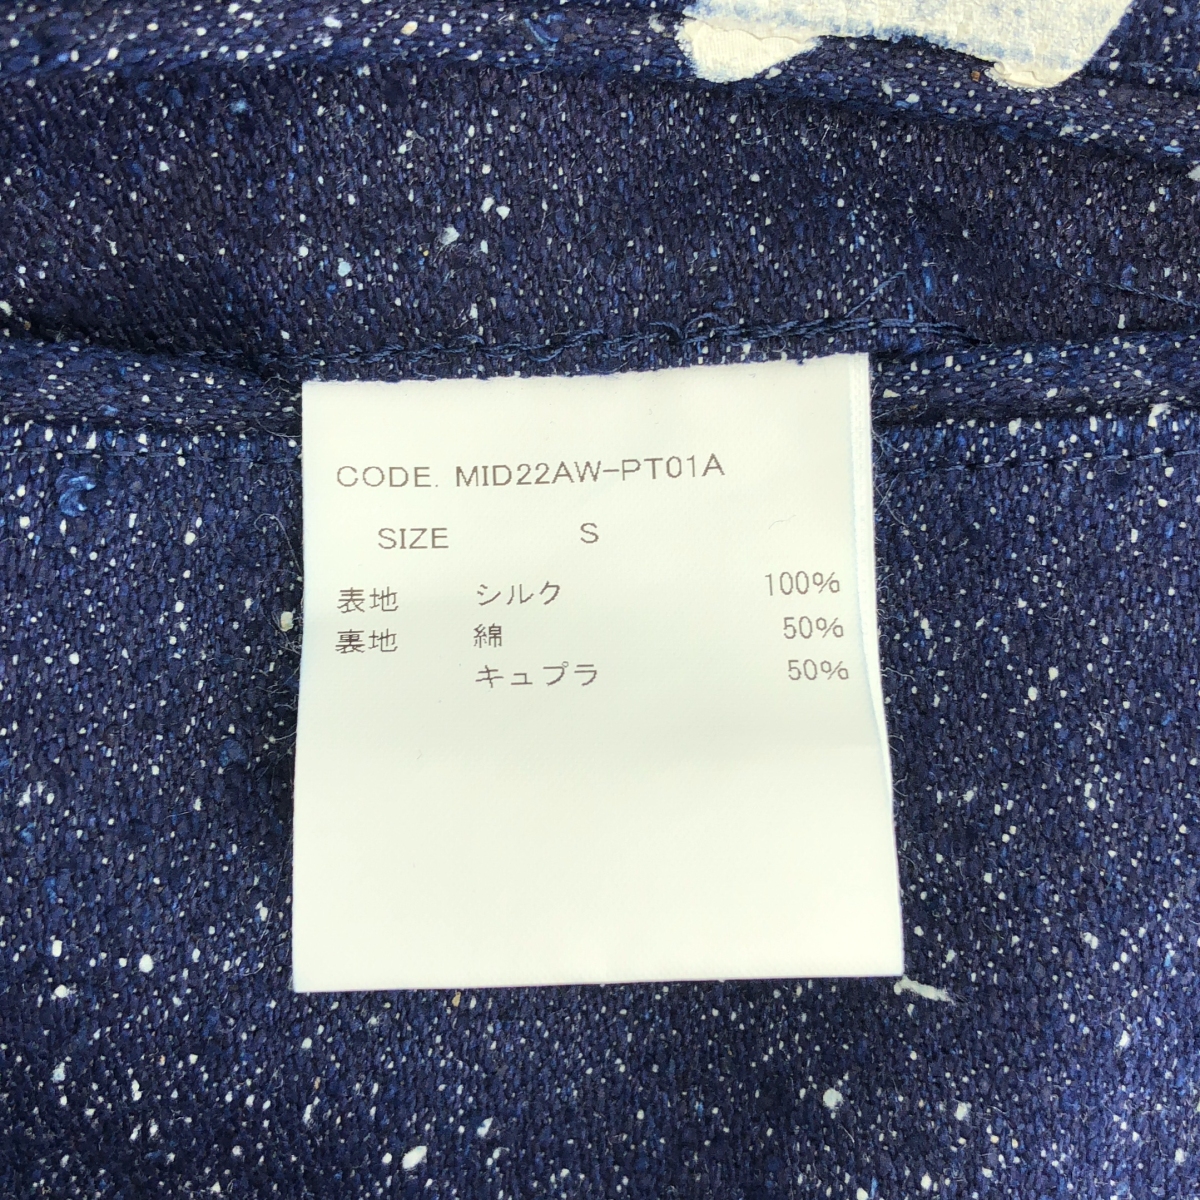 CODE. MID22AW-PT01A
SIZE S
表地 シルク 100%
裏地 綿 50%
キュプラ 50%